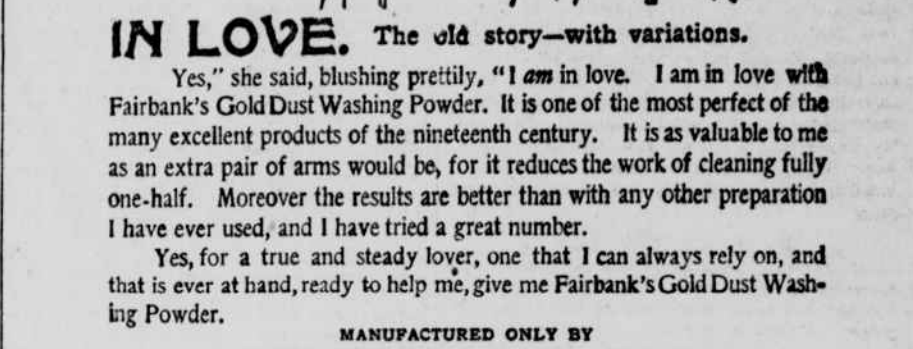 IN LOVE. The old story—with variations.
Yes," she said, blushing prettily, "I am in love. I am in love with
Fairbank's Gold Dust Washing Powder. It is one of the most perfect of the
many excellent products of the nineteenth century. It is as valuable to me
as an extra pair of arms would be, for it reduces the work of cleaning fully
one-half. Moreover the results are better than with any other preparation
I have ever used, and I have tried a great number.
Yes, for a true and steady lover, one that I can always rely on, and
that is ever at hand, ready to help me, give me Fairbank's Gold Dust Wash-
ing Powder.
MANUFACTURED ONLY BY